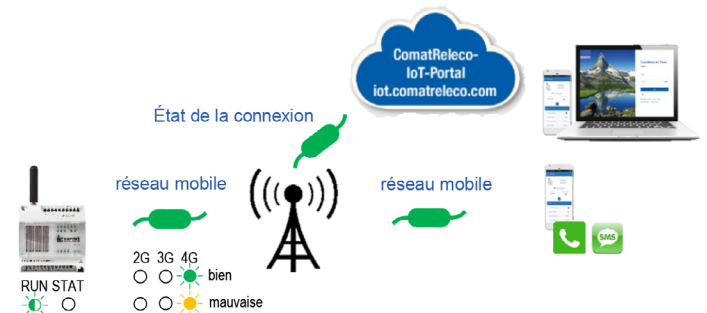 ComatReleco-
IoT-Portal
iot.comatreleco.com
État de la connexion
réseau mobile
réseau mobile
2G 3G 4G
bien
RUN STAT
mauvaise
SMS